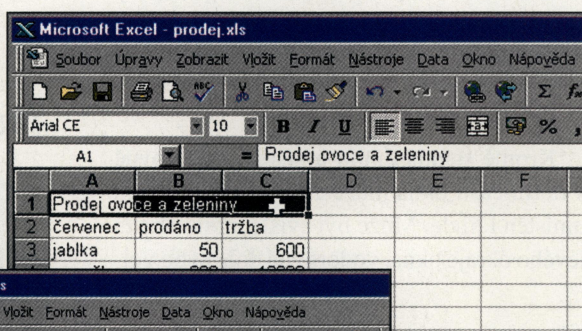 Microsoft Excel - prodej.xls
Soubor Úpravy Zobrazit Vložit Formát Nástroje Data Okno Nápověda
Arial CE 10 B I U %
A1 = Prodej ovoce a zeleniny
A B C D E F
1 Prodej ovoce a zeleniny
2 červenec prodáno tržba
3 jablka 50 600
s
Vložit Formát Nástroje Data Okno Nápověda